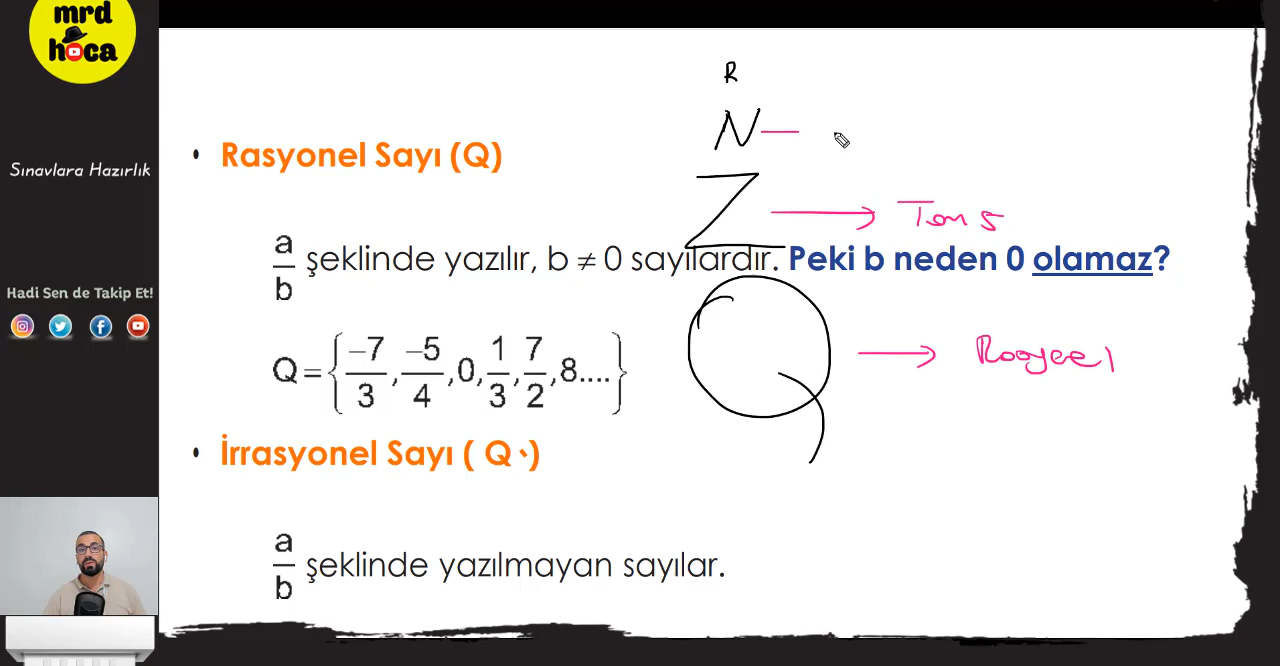 mrd
hoca
Sınavlara Hazırlık
Hadi Sen de Takip Et!
R
N
Z
Tam s
Q
• Rasyonel Sayı (Q)
a/b şeklinde yazılır, b ≠ 0 sayılardır. Peki b neden 0 olamaz?
Q = {-7/3, -5/4, 0, 1/3, 7/2, 8....}
• İrrasyonel Sayı ( Q‵)
a/b şeklinde yazılmayan sayılar.